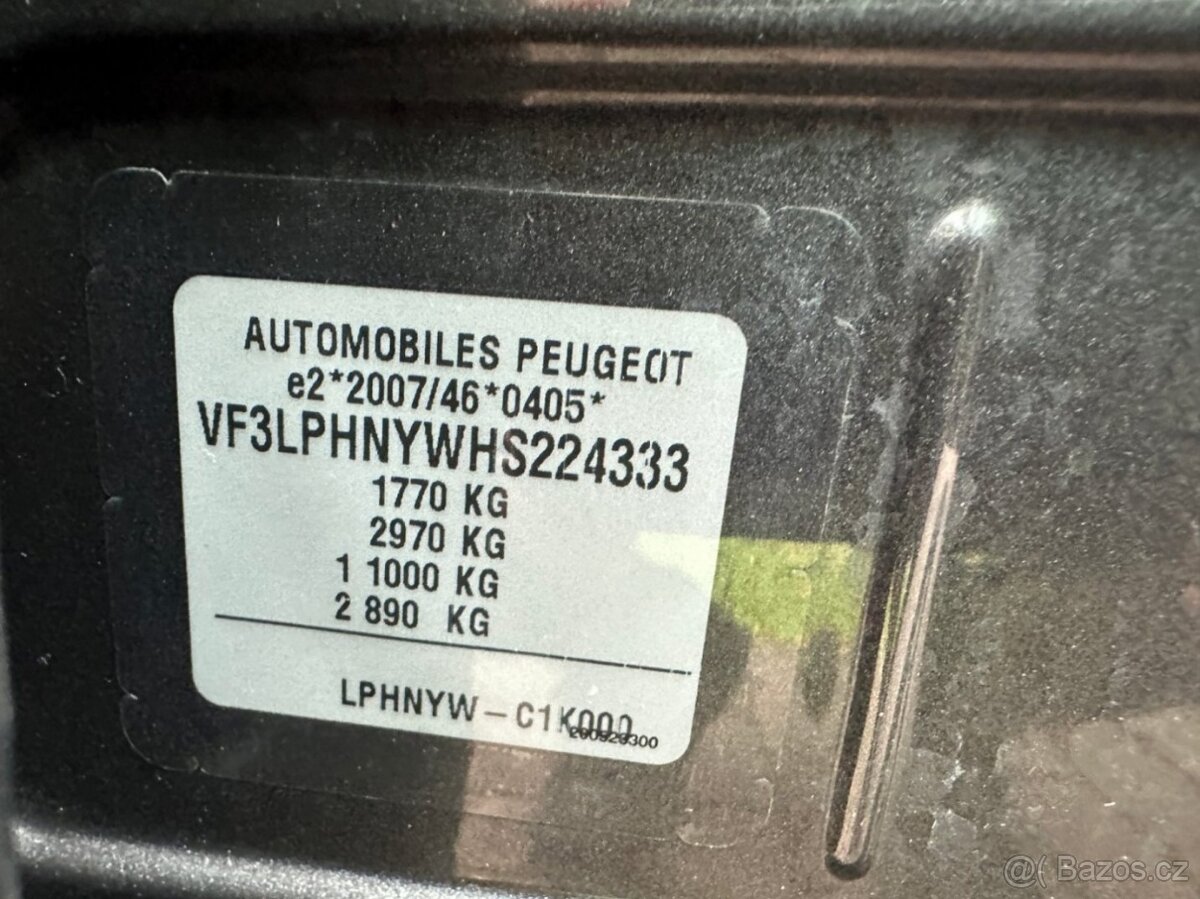 AUTOMOBILES PEUGEOT
e2*2007/46*0405*
VF3LPHNYWHS224333
1770 KG
2970 KG
1 1000 KG
2 890 KG
LPHNYW-C1K000
Bazos.cz